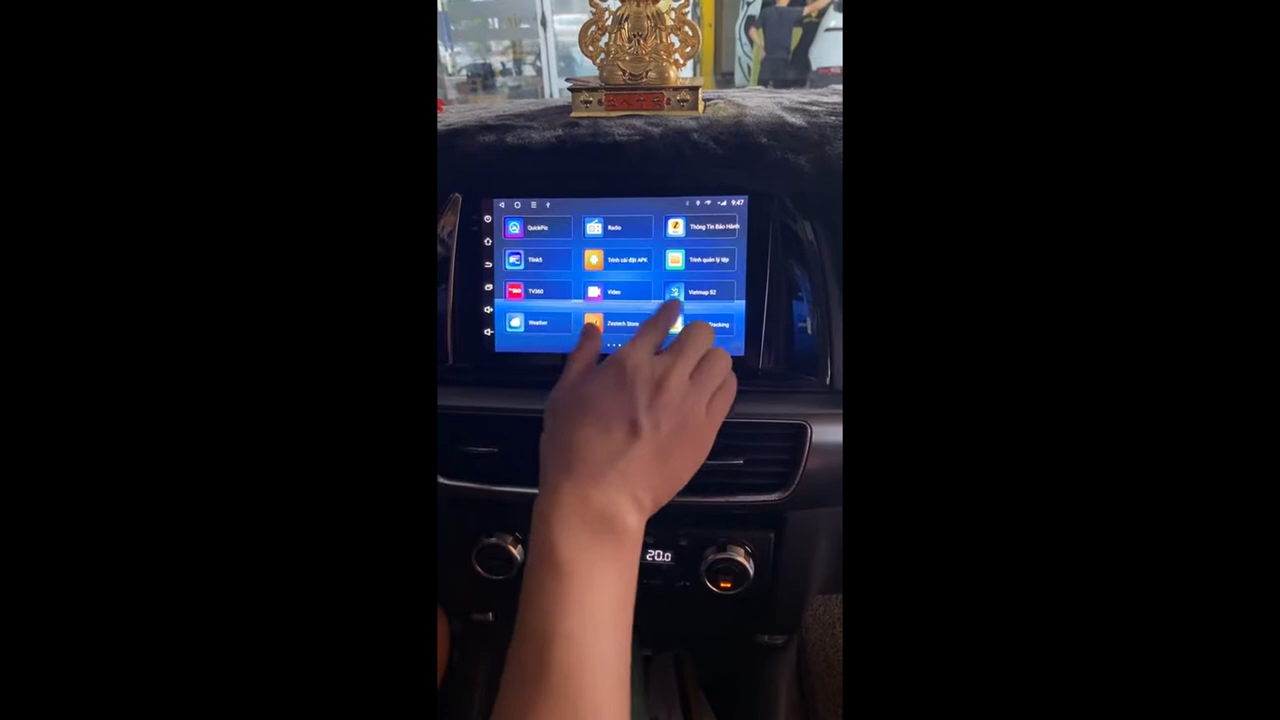 9:47
QuickPic
Radio
Thông Tin Bảo Hành
Tlink5
Trình cài đặt APK
Trình quản lý tệp
TV360
Video
Vietmap S2
Weather
Zestech Store
Tracking
20.0